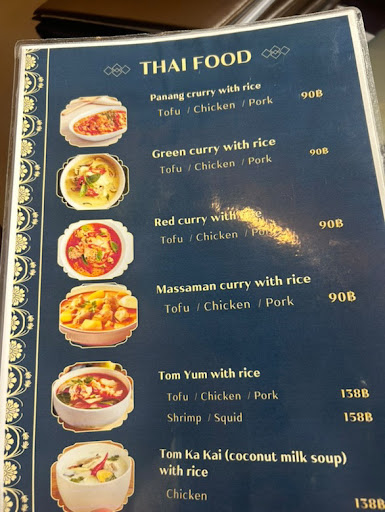 THAI FOOD
Panang crurry with rice
Tofu / Chicken / Pork 90B
Green curry with rice
Tofu / Chicken / Pork 90B
Red curry with rice
Tofu / Chicken / Pork 90B
Massaman curry with rice
Tofu / Chicken / Pork 90B
Tom Yum with rice
Tofu / Chicken / Pork 138B
Shrimp / Squid 158B
Tom Ka Kai (coconut milk soup)
with rice
Chicken 138B